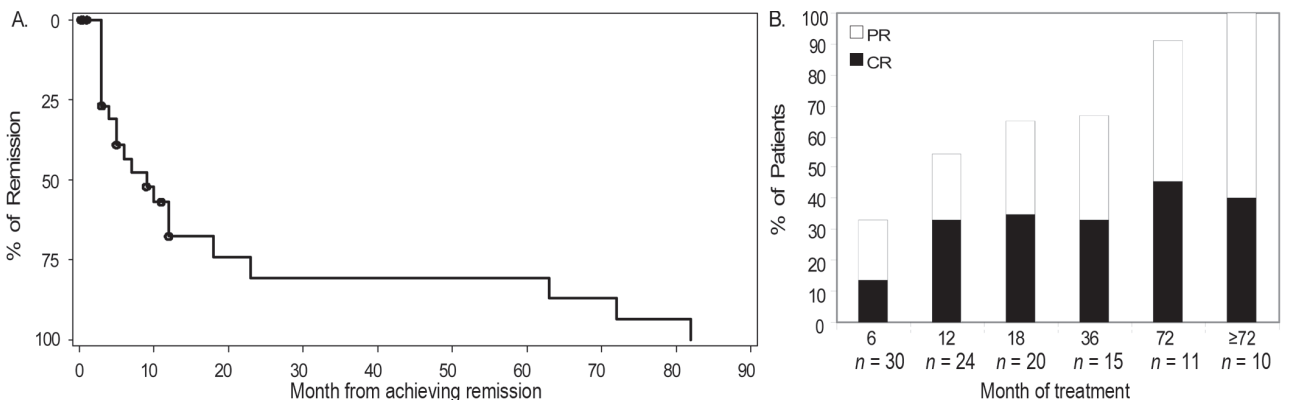 A.
% of Remission
0
25
50
75
100
0 10 20 30 40 50 60 70 80 90
Month from achieving remission
B.
% of Patients
100
90
80
70
60
50
40
30
20
10
0
PR
CR
6 12 18 36 72 ≥72
n = 30 n = 24 n = 20 n = 15 n = 11 n = 10
Month of treatment